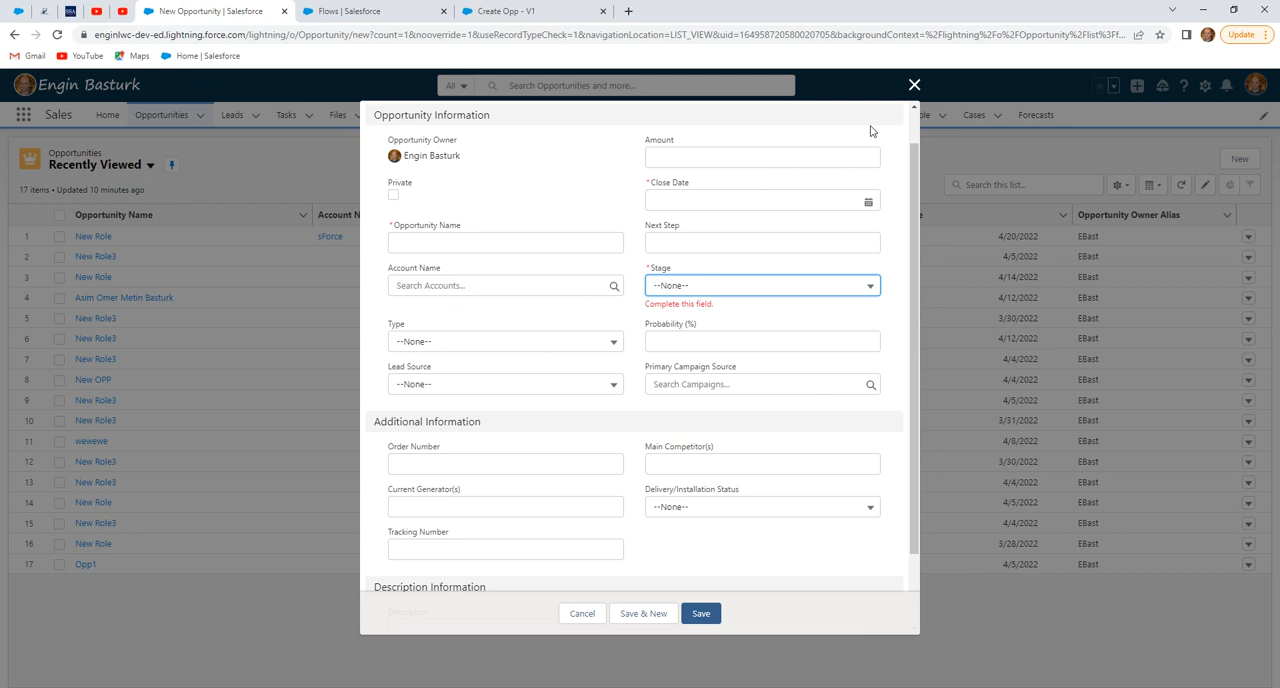 New Opportunity | Salesforce
Flows | Salesforce
Create Opp - V1
enginlwc-dev-ed.lightning.force.com/lightning/o/Opportunity/new?count=1&nooverride=1&useRecordTypeCheck=1&navigationLocation=LIST_VIEW&uid=164958720580020705&backgroundContext=%2Flightning%2Fo%2FOpportunity%2Flist%3Ff...
Update
Gmail
YouTube
Maps
Home | Salesforce
Engin Basturk
All
Search Opportunities and more...
Sales
Home
Opportunities
Leads
Tasks
Files
Cases
Forecasts
Opportunities
Recently Viewed
New
17 items • Updated 10 minutes ago
Search this list...
Opportunity Name
Account N
Opportunity Owner Alias
1 New Role sForce 4/20/2022 EBast
2 New Role3 4/5/2022 EBast
3 New Role 4/14/2022 EBast
4 Asim Omer Metin Basturk 4/12/2022 EBast
5 New Role3 3/30/2022 EBast
6 New Role3 4/12/2022 EBast
7 New Role3 4/4/2022 EBast
8 New OPP 4/4/2022 EBast
9 New Role3 4/5/2022 EBast
10 New Role3 3/31/2022 EBast
11 wewewe 4/8/2022 EBast
12 New Role3 3/30/2022 EBast
13 New Role3 4/4/2022 EBast
14 New Role 4/5/2022 EBast
15 New Role3 4/4/2022 EBast
16 New Role 3/28/2022 EBast
17 Opp1 4/5/2022 EBast
Opportunity Information
Opportunity Owner
Engin Basturk
Amount
Private
*Close Date
*Opportunity Name
Next Step
Account Name
Search Accounts...
*Stage
--None--
Complete this field.
Type
--None--
Probability (%)
Lead Source
--None--
Primary Campaign Source
Search Campaigns...
Additional Information
Order Number
Main Competitor(s)
Current Generator(s)
Delivery/Installation Status
--None--
Tracking Number
Description Information
Description
Cancel
Save & New
Save